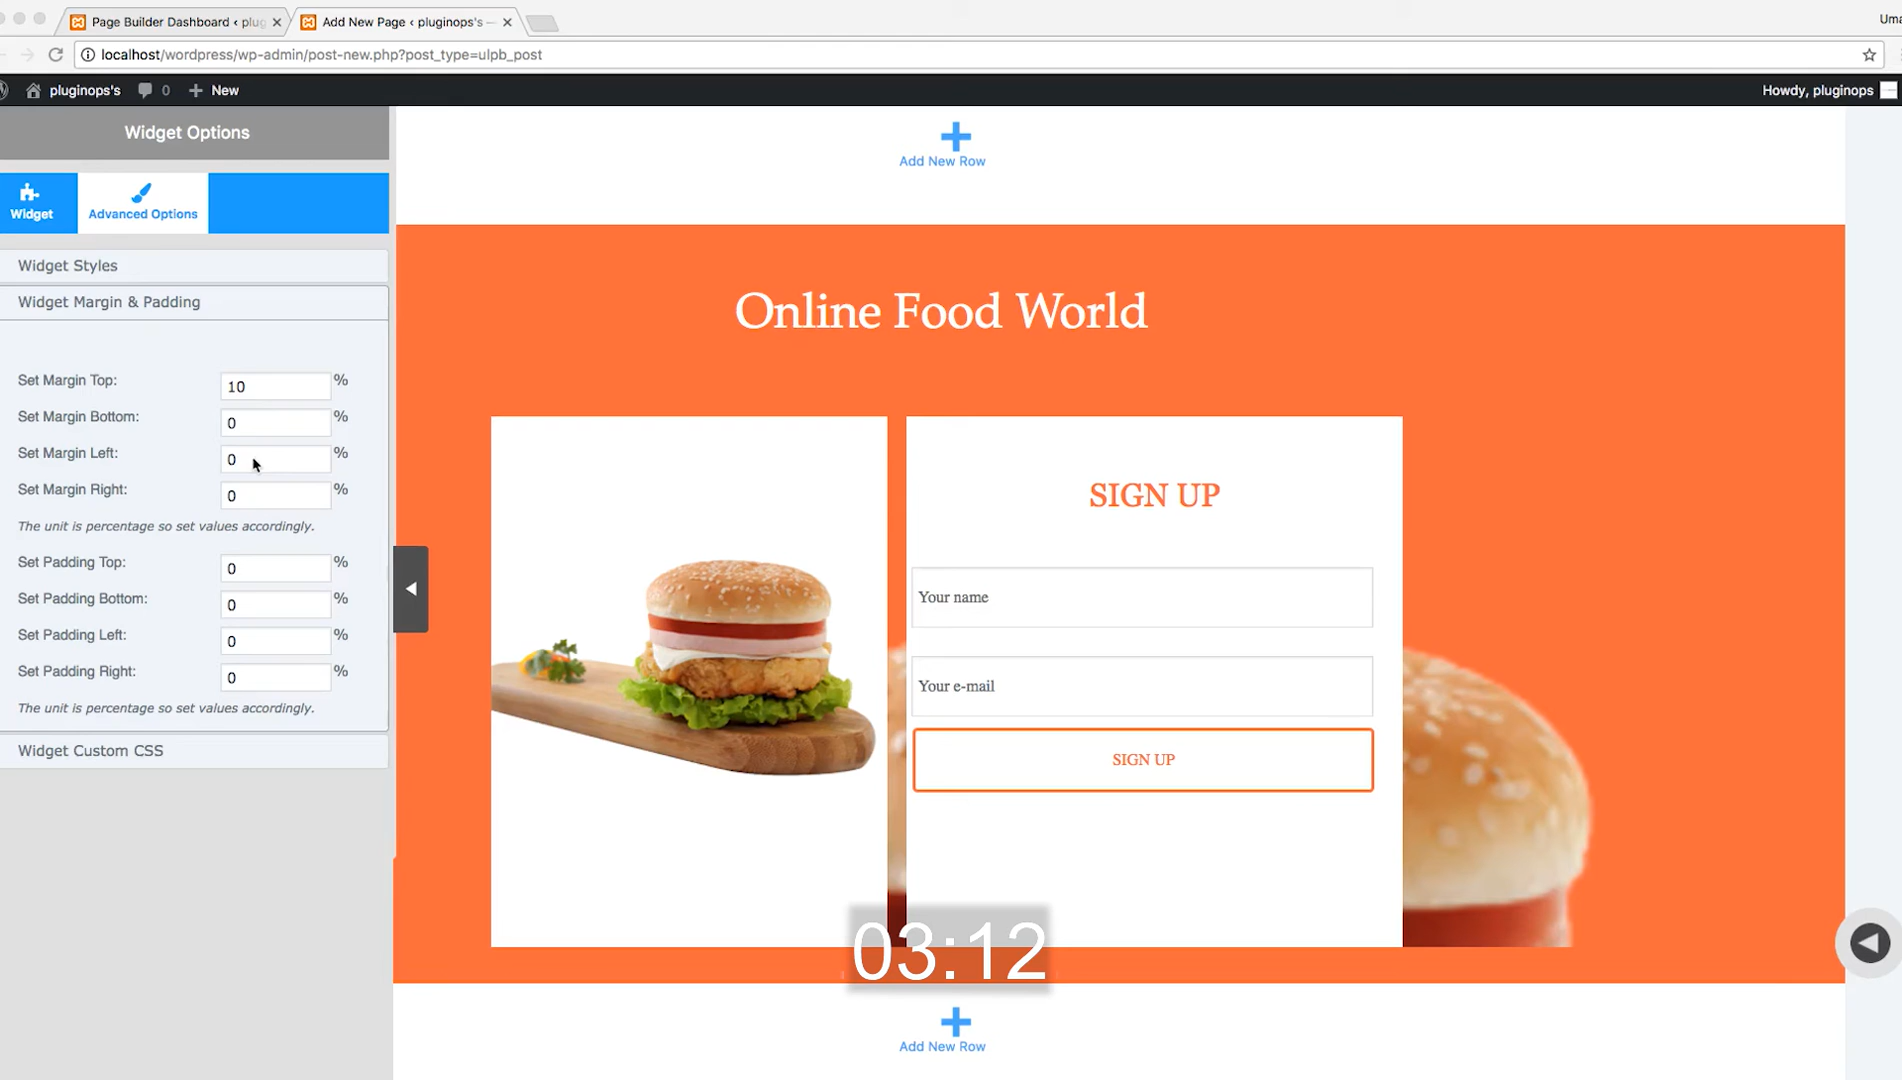 Page Builder Dashboard ‹ plug
Add New Page ‹ pluginops's —
Uma
localhost/wordpress/wp-admin/post-new.php?post_type=ulpb_post
pluginops's 0 + New
Howdy, pluginops
Widget Options
Widget
Advanced Options
Widget Styles
Widget Margin & Padding
Set Margin Top: 10 %
Set Margin Bottom: 0 %
Set Margin Left: 0 %
Set Margin Right: 0 %
The unit is percentage so set values accordingly.
Set Padding Top: 0 %
Set Padding Bottom: 0 %
Set Padding Left: 0 %
Set Padding Right: 0 %
The unit is percentage so set values accordingly.
Widget Custom CSS
Add New Row
Online Food World
SIGN UP
Your name
Your e-mail
SIGN UP
03:12
Add New Row